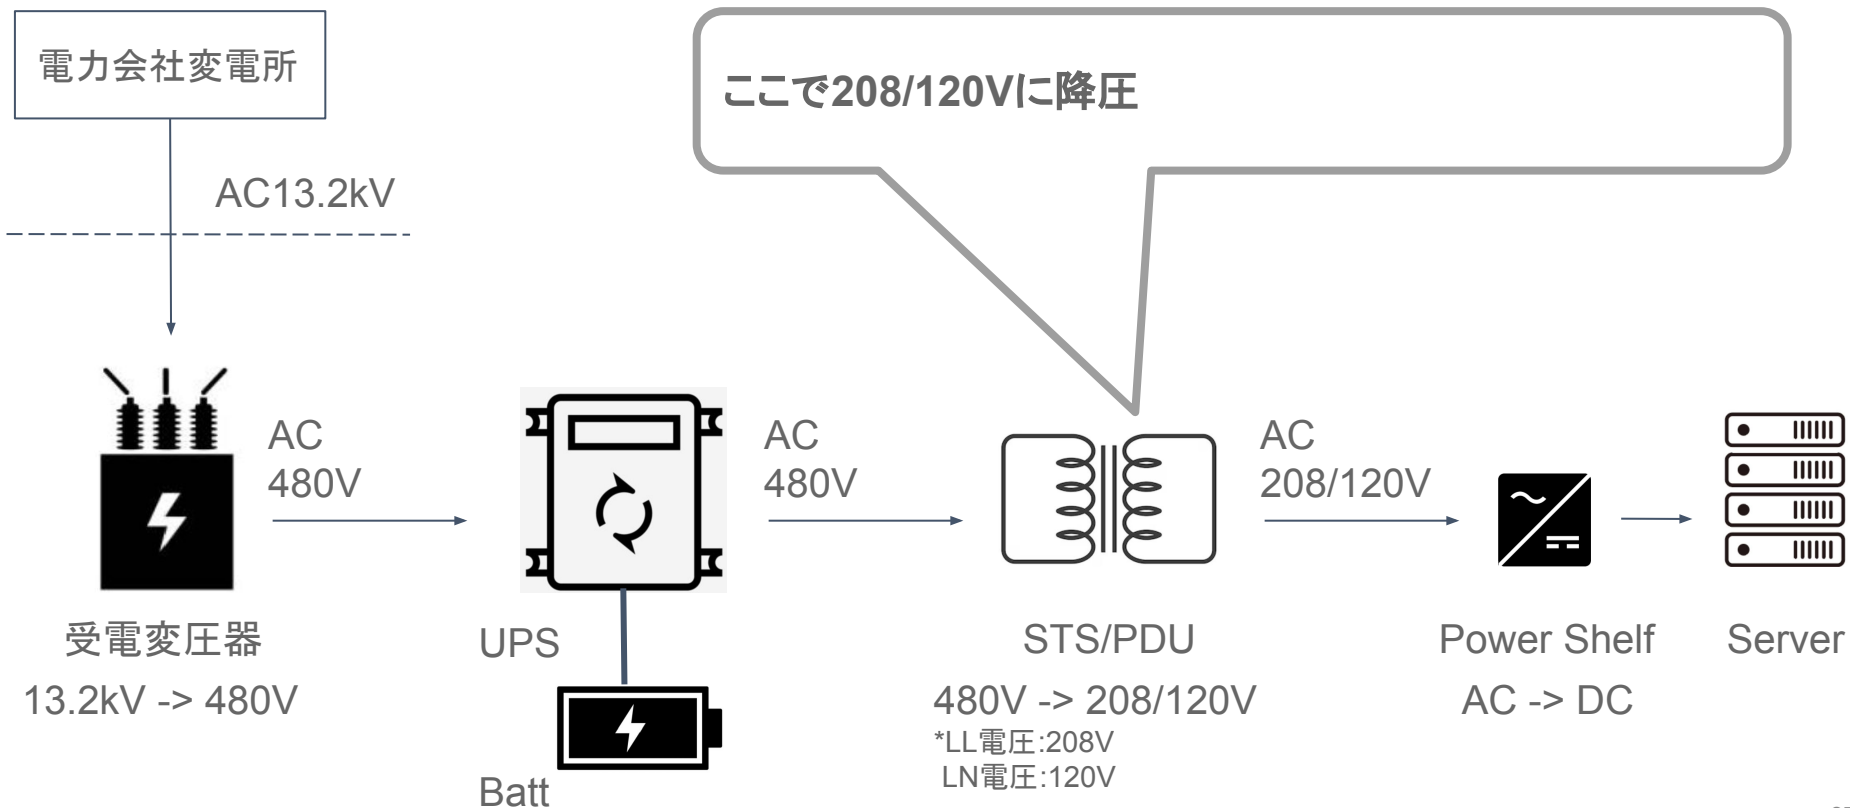 電力会社変電所
ここで208/120Vに降圧
AC13.2kV
AC
480V
AC
480V
AC
208/120V
受電変圧器
13.2kV -> 480V
UPS
Batt
STS/PDU
480V -> 208/120V
*LL電圧:208V
LN電圧:120V
Power Shelf
AC -> DC
Server